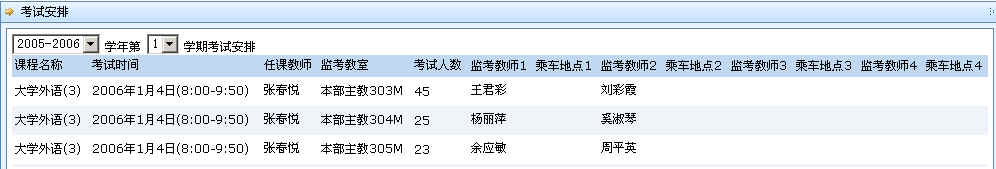 考试安排
2005-2006 学年第 1 学期考试安排
课程名称 考试时间 任课教师 监考教室 考试人数 监考教师1 乘车地点1 监考教师2 乘车地点2 监考教师3 乘车地点3 监考教师4 乘车地点4
大学外语(3) 2006年1月4日(8:00-9:50) 张春悦 本部主教303M 45 王君彩 刘彩霞
大学外语(3) 2006年1月4日(8:00-9:50) 张春悦 本部主教304M 25 杨丽萍 奚淑琴
大学外语(3) 2006年1月4日(8:00-9:50) 张春悦 本部主教305M 23 余应敏 周平英